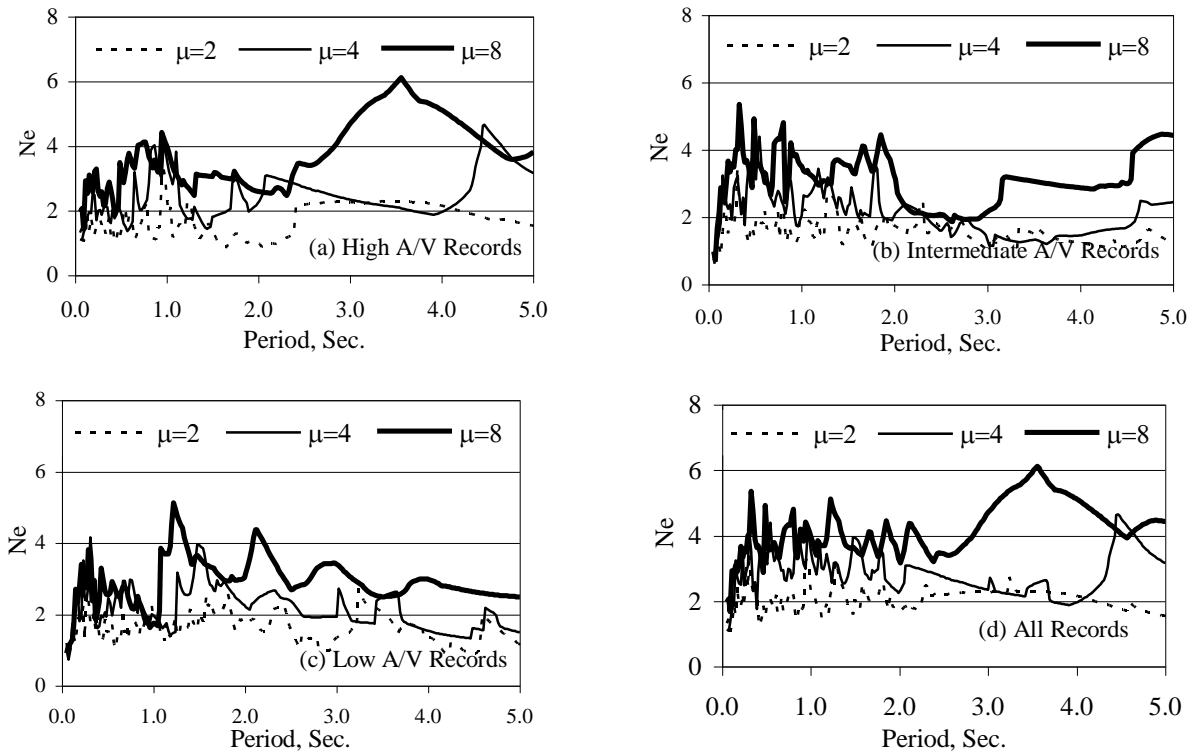 8
6
4
2
0
Ne
μ=2 μ=4 μ=8
(a) High A/V Records
0.0 1.0 2.0 3.0 4.0 5.0
Period, Sec.
8
6
4
2
0
Ne
μ=2 μ=4 μ=8
(b) Intermediate A/V Records
0.0 1.0 2.0 3.0 4.0 5.0
Period, Sec.
8
6
4
2
0
Ne
μ=2 μ=4 μ=8
(c) Low A/V Records
0.0 1.0 2.0 3.0 4.0 5.0
Period, Sec.
8
6
4
2
0
Ne
μ=2 μ=4 μ=8
(d) All Records
0.0 1.0 2.0 3.0 4.0 5.0
Period, Sec.